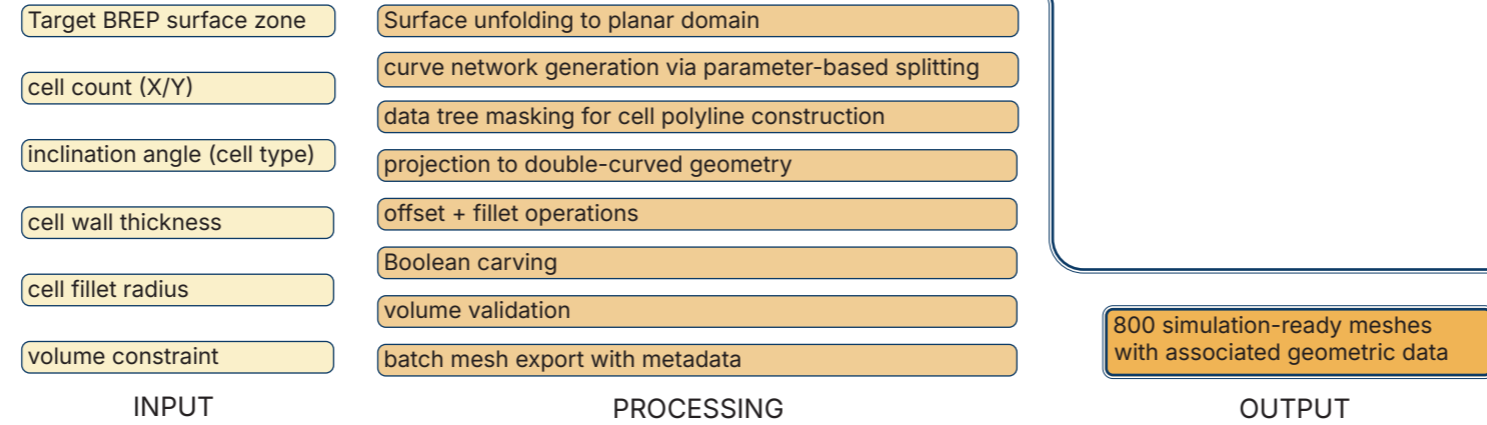 Target BREP surface zone
cell count (X/Y)
inclination angle (cell type)
cell wall thickness
cell fillet radius
volume constraint
INPUT
Surface unfolding to planar domain
curve network generation via parameter-based splitting
data tree masking for cell polyline construction
projection to double-curved geometry
offset + fillet operations
Boolean carving
volume validation
batch mesh export with metadata
PROCESSING
800 simulation-ready meshes
with associated geometric data
OUTPUT